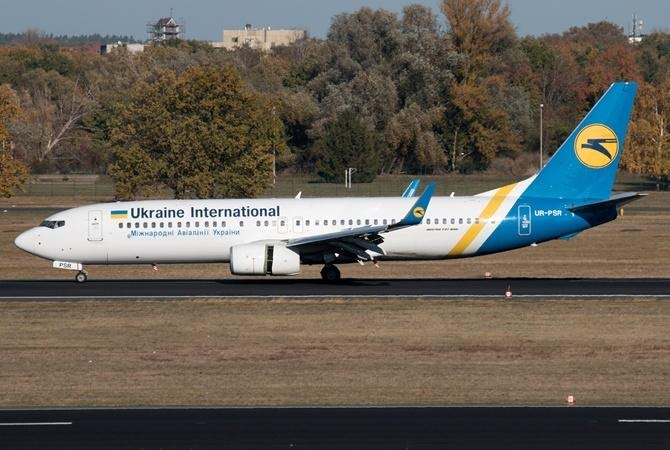 Ukraine International
Міжнародні Авіалінії України
UR-PSR
PSR